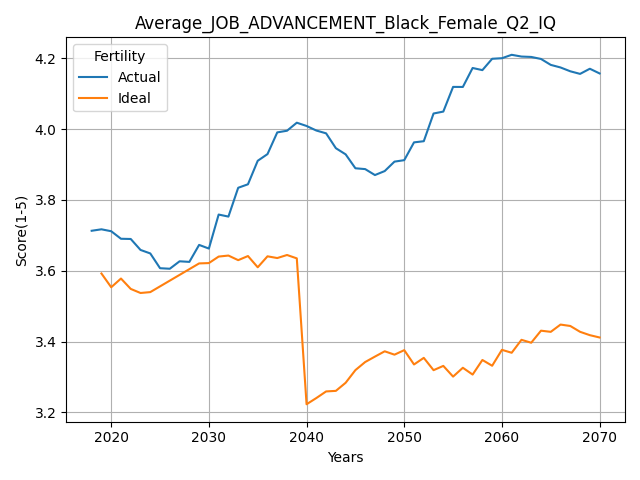 Average_JOB_ADVANCEMENT_Black_Female_Q2_IQ
Fertility
Actual
Ideal
Score(1-5)
4.2
4.0
3.8
3.6
3.4
3.2
2020 2030 2040 2050 2060 2070
Years